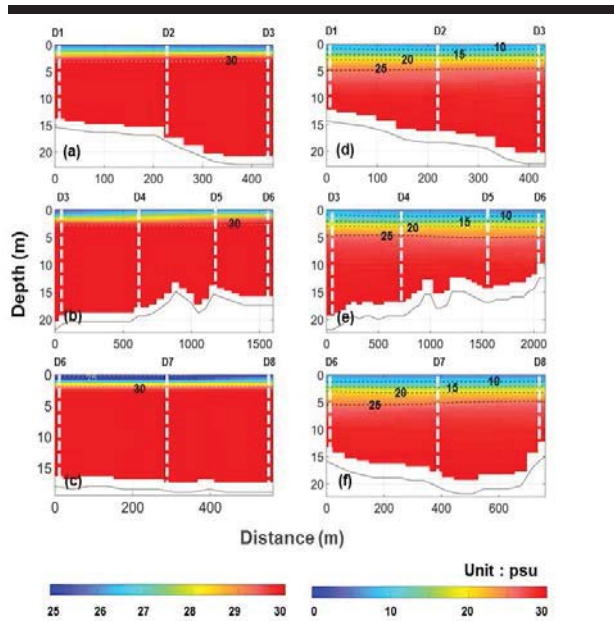 D1 D2 D3
0 30
5
10
15
20 (a)
0 100 200 300 400
D1 D2 D3
0 10
20 15
5 25
10
15
20 (d)
0 100 200 300 400
D3 D4 D5 D6
0 30
5
10
15
20 (b)
0 500 1000 1500
D3 D4 D5 D6
0 10
20 15
5 25
10
15
20 (e)
0 500 1000 1500 2000
Depth (m)
D6 D7 D8
0
30
5
10
15
(c)
0 200 400
D6 D7 D8
0 10
20 15
5 25
10
15
20 (f)
0 200 400 600
Distance (m)
Unit : psu
25 26 27 28 29 30
0 10 20 30